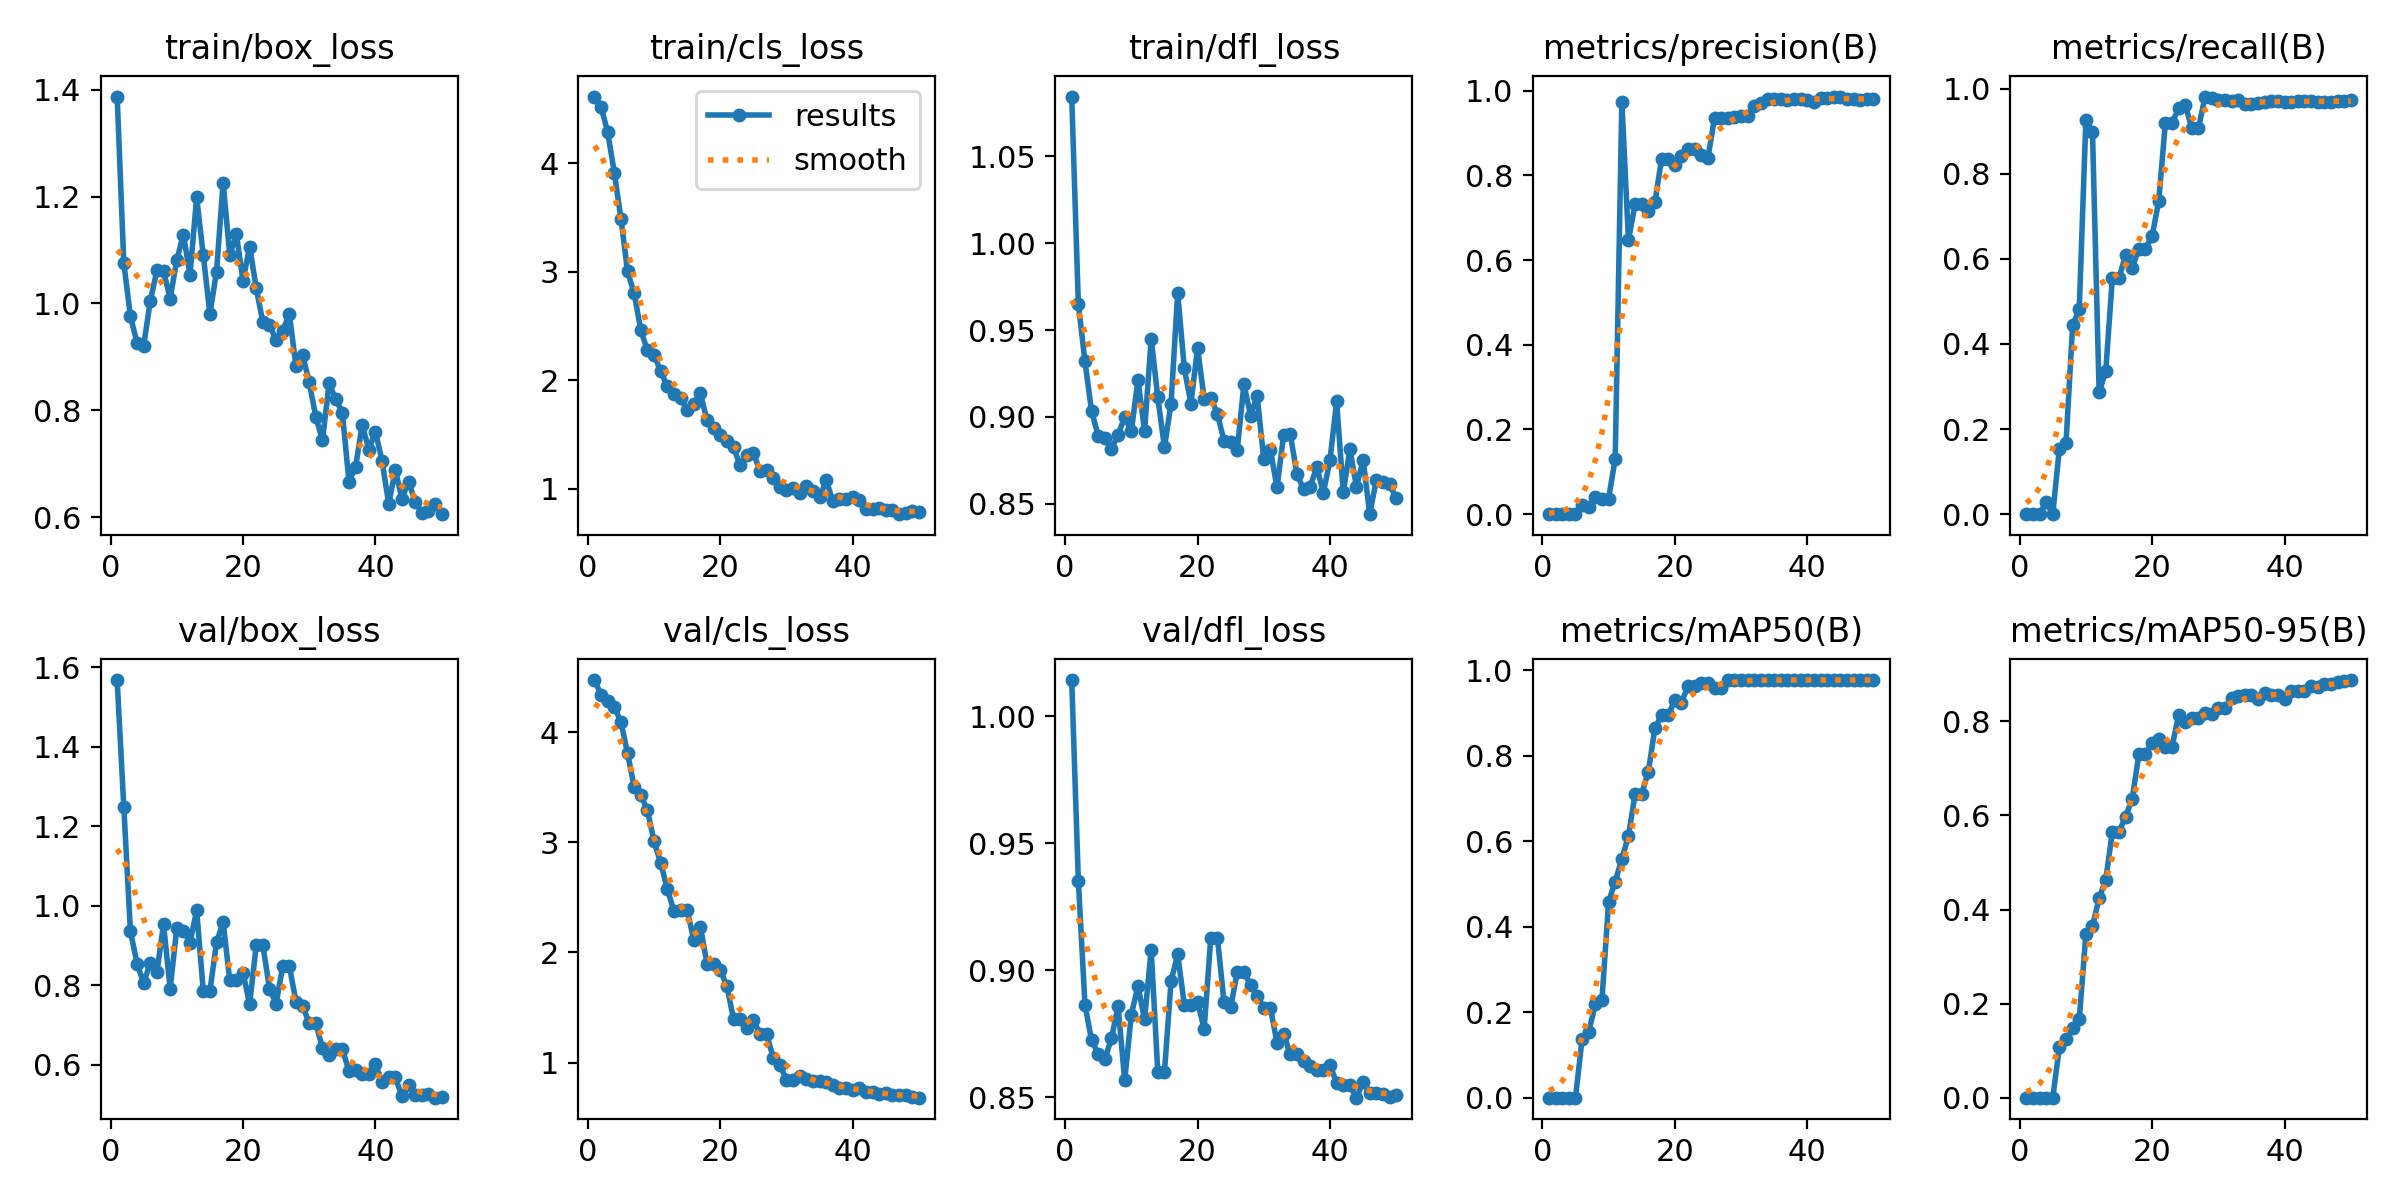 train/box_loss
1.4
1.2
1.0
0.8
0.6
0 20 40
train/cls_loss
results
smooth
4
3
2
1
0 20 40
train/dfl_loss
1.05
1.00
0.95
0.90
0.85
0 20 40
metrics/precision(B)
1.0
0.8
0.6
0.4
0.2
0.0
0 20 40
metrics/recall(B)
1.0
0.8
0.6
0.4
0.2
0.0
0 20 40
val/box_loss
1.6
1.4
1.2
1.0
0.8
0.6
0 20 40
val/cls_loss
4
3
2
1
0 20 40
val/dfl_loss
1.00
0.95
0.90
0.85
0 20 40
metrics/mAP50(B)
1.0
0.8
0.6
0.4
0.2
0.0
0 20 40
metrics/mAP50-95(B)
0.8
0.6
0.4
0.2
0.0
0 20 40